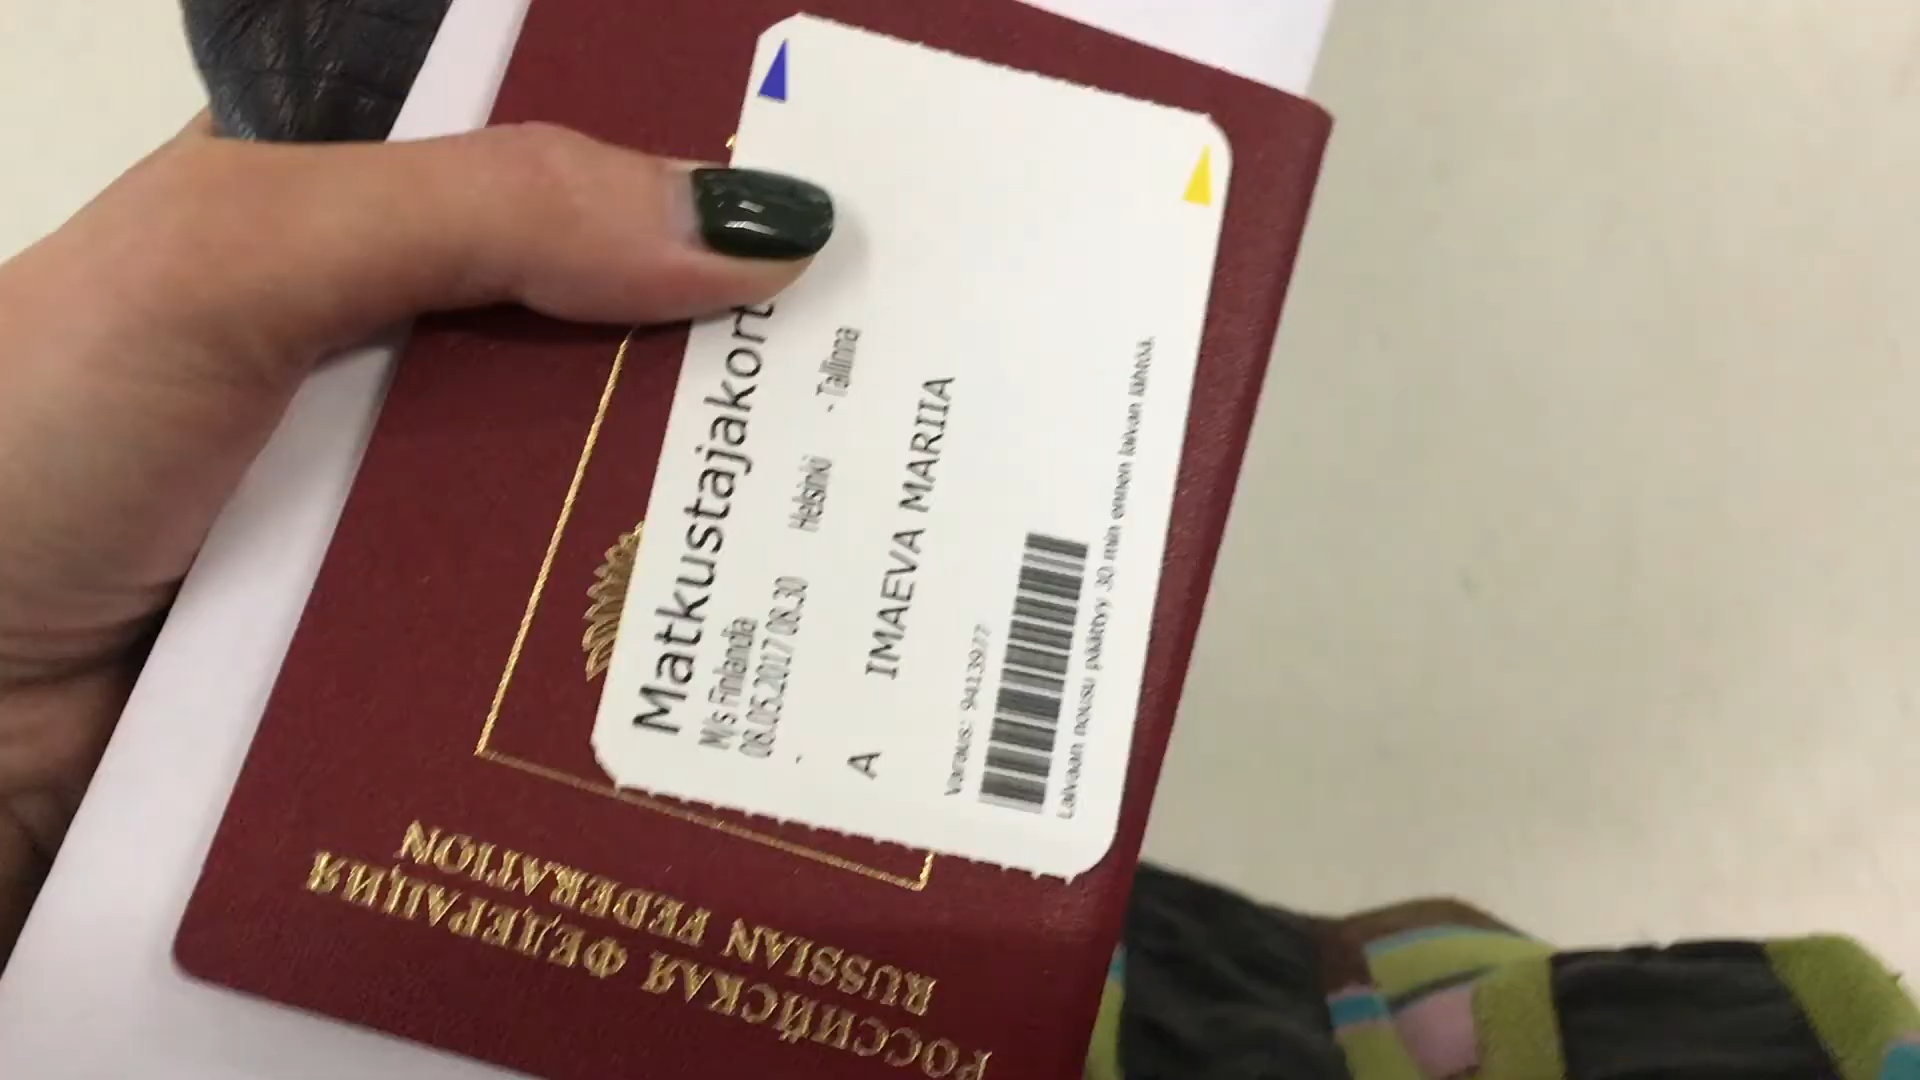 Matkustajakort
M/s Finlandia
08.05.2017 08.30 Helsinki - Tallinna
-
A IMAEVA MARIIA
Varaus: 9413977
Laivaan nousu päättyy 30 min ennen laivan lähtöä.
РОССИЙСКАЯ ФЕДЕРАЦИЯ
RUSSIAN FEDERATION